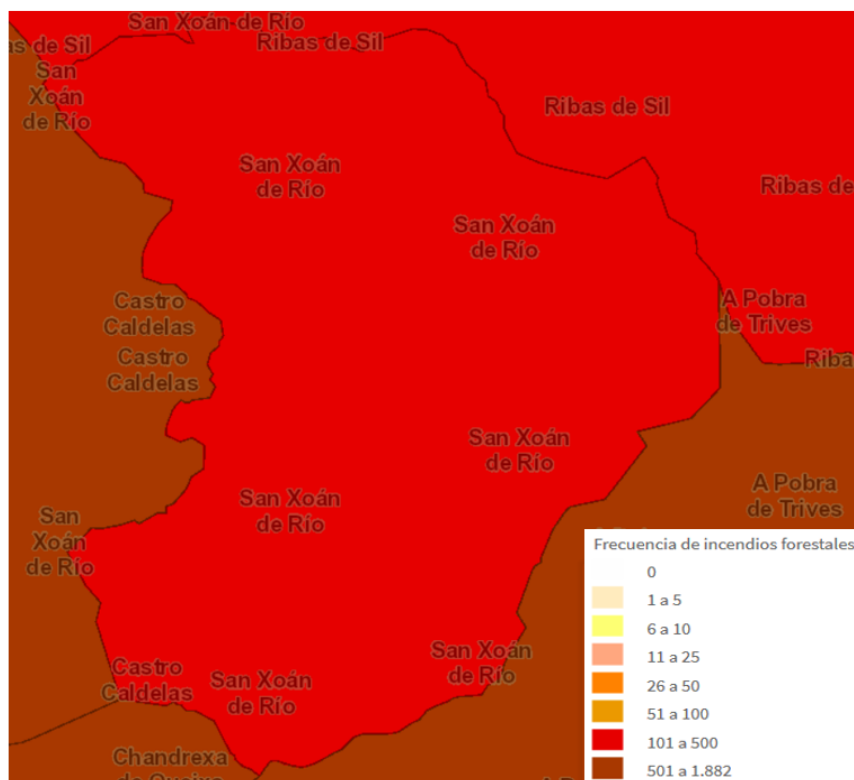 San Xoán de Río
Ribas de Sil
as de Sil
San
Xoán
de Río
Ribas de Sil
San Xoán
de Río
Ribas de
San Xoán
de Río
Castro
Caldelas
A Pobra
de Trives
Castro
Caldelas
Riba
San Xoán
de Río
A Pobra
de Trives
San Xoán
de Río
San
Xoán
de Río
Frecuencia de incendios forestales
0
1 a 5
6 a 10
11 a 25
26 a 50
51 a 100
101 a 500
501 a 1.882
San Xoán
de Río
Castro
Caldelas
San Xoán
de Río
Chandrexa